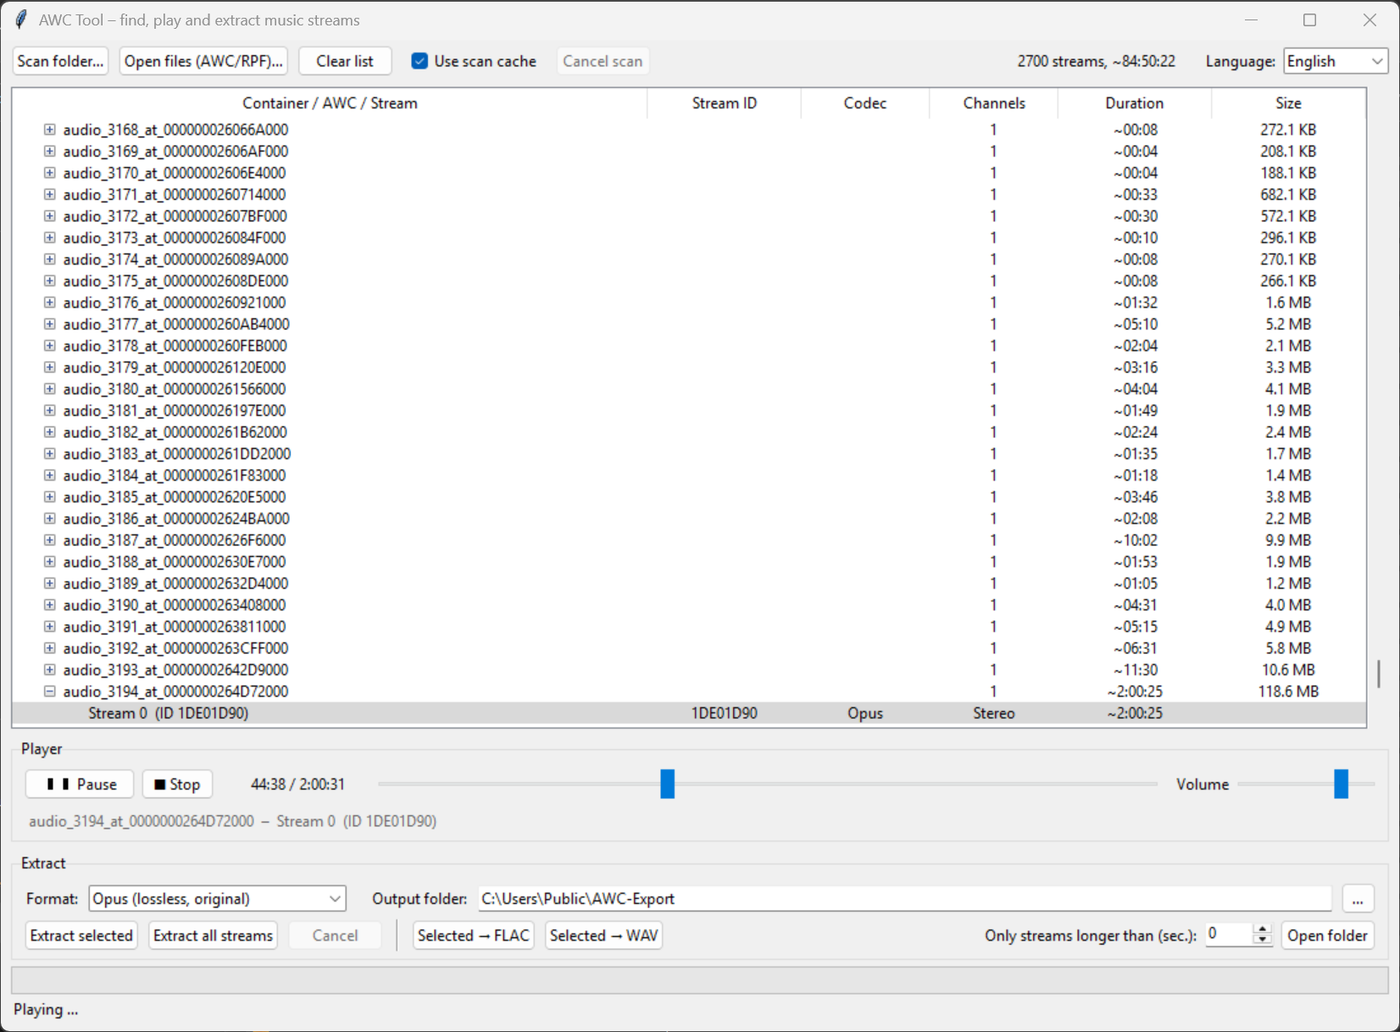 AWC Tool – find, play and extract music streams
Scan folder... Open files (AWC/RPF)... Clear list Use scan cache Cancel scan 2700 streams, ~84:50:22 Language: English
Container / AWC / Stream Stream ID Codec Channels Duration Size
audio_3168_at_000000026066A000 1 ~00:08 272.1 KB
audio_3169_at_00000002606AF000 1 ~00:04 208.1 KB
audio_3170_at_00000002606E4000 1 ~00:04 188.1 KB
audio_3171_at_0000000260714000 1 ~00:33 682.1 KB
audio_3172_at_00000002607BF000 1 ~00:30 572.1 KB
audio_3173_at_000000026084F000 1 ~00:10 296.1 KB
audio_3174_at_000000026089A000 1 ~00:08 270.1 KB
audio_3175_at_00000002608DE000 1 ~00:08 266.1 KB
audio_3176_at_0000000260921000 1 ~01:32 1.6 MB
audio_3177_at_0000000260AB4000 1 ~05:10 5.2 MB
audio_3178_at_0000000260FEB000 1 ~02:04 2.1 MB
audio_3179_at_000000026120E000 1 ~03:16 3.3 MB
audio_3180_at_0000000261566000 1 ~04:04 4.1 MB
audio_3181_at_000000026197E000 1 ~01:49 1.9 MB
audio_3182_at_0000000261B62000 1 ~02:24 2.4 MB
audio_3183_at_0000000261DD2000 1 ~01:35 1.7 MB
audio_3184_at_0000000261F83000 1 ~01:18 1.4 MB
audio_3185_at_00000002620E5000 1 ~03:46 3.8 MB
audio_3186_at_00000002624BA000 1 ~02:08 2.2 MB
audio_3187_at_00000002626F6000 1 ~10:02 9.9 MB
audio_3188_at_00000002630E7000 1 ~01:53 1.9 MB
audio_3189_at_00000002632D4000 1 ~01:05 1.2 MB
audio_3190_at_0000000263408000 1 ~04:31 4.0 MB
audio_3191_at_0000000263811000 1 ~05:15 4.9 MB
audio_3192_at_0000000263CFF000 1 ~06:31 5.8 MB
audio_3193_at_00000002642D9000 1 ~11:30 10.6 MB
audio_3194_at_0000000264D72000 1 ~2:00:25 118.6 MB
Stream 0 (ID 1DE01D90) 1DE01D90 Opus Stereo ~2:00:25
Player
Pause Stop 44:38 / 2:00:31 Volume
audio_3194_at_0000000264D72000 – Stream 0 (ID 1DE01D90)
Extract
Format: Opus (lossless, original) Output folder: C:\Users\Public\AWC-Export ...
Extract selected Extract all streams Cancel Selected → FLAC Selected → WAV Only streams longer than (sec.): 0 Open folder
Playing ...